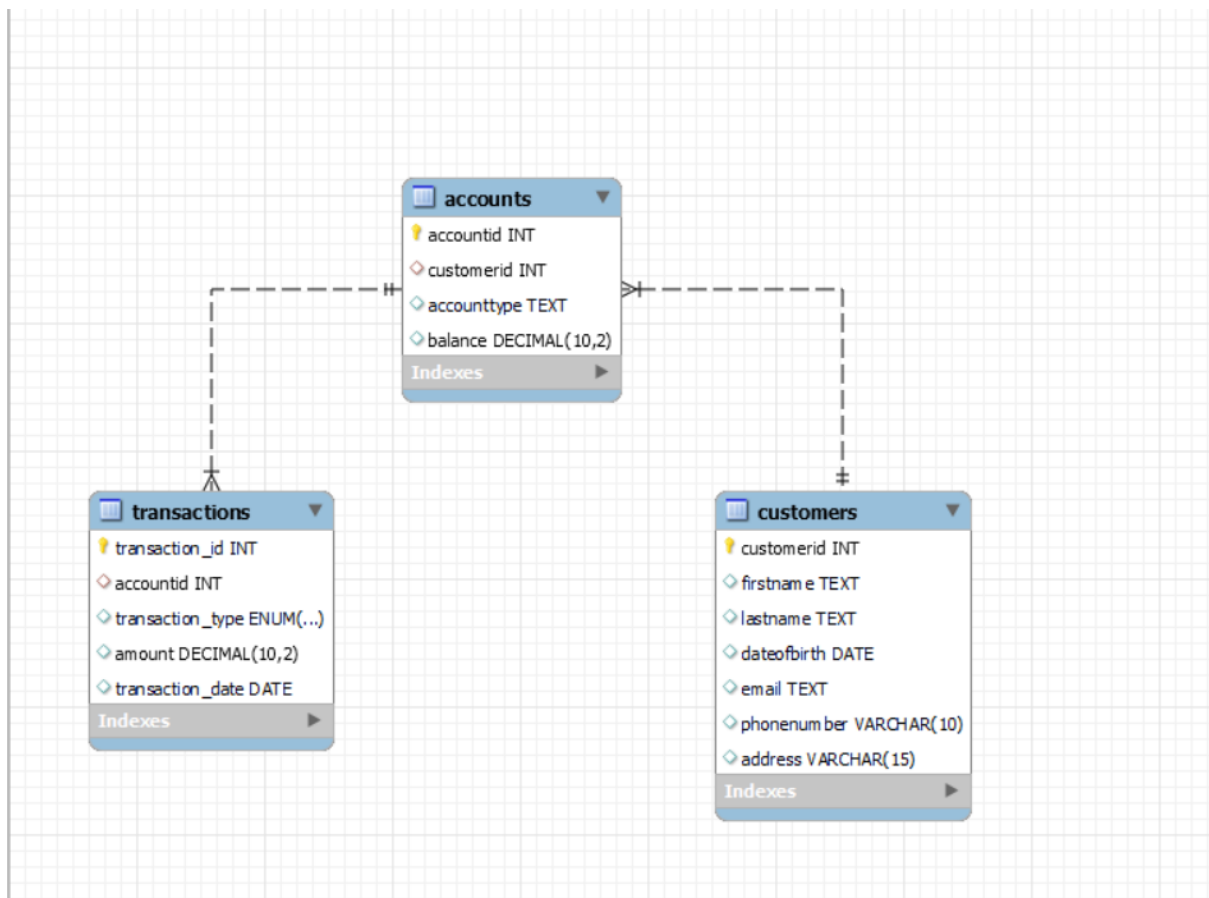 accounts
accountid INT
customerid INT
accounttype TEXT
balance DECIMAL(10,2)
Indexes
transactions
transaction_id INT
accountid INT
transaction_type ENUM(...)
amount DECIMAL(10,2)
transaction_date DATE
Indexes
customers
customerid INT
firstname TEXT
lastname TEXT
dateofbirth DATE
email TEXT
phonenumber VARCHAR(10)
address VARCHAR(15)
Indexes